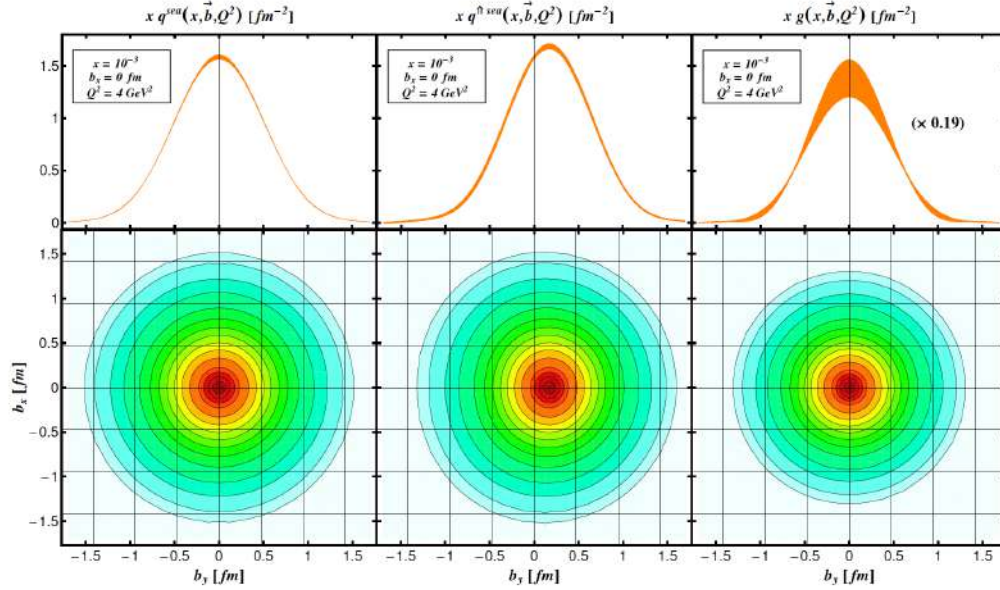 x q^sea(x,b⃗,Q²) [fm⁻²]
x q^⇑ sea(x,b⃗,Q²) [fm⁻²]
x g(x,b⃗,Q²) [fm⁻²]
x = 10⁻³
b_x = 0 fm
Q² = 4 GeV²
x = 10⁻³
b_x = 0 fm
Q² = 4 GeV²
x = 10⁻³
b_x = 0 fm
Q² = 4 GeV²
(× 0.19)
1.5
1
0.5
0
b_x [fm]
1.5
1
0.5
0
−0.5
−1
−1.5
−1.5 −1 −0.5 0 0.5 1 1.5
−1.5 −1 −0.5 0 0.5 1 1.5
−1.5 −1 −0.5 0 0.5 1 1.5
b_y [fm]
b_y [fm]
b_y [fm]